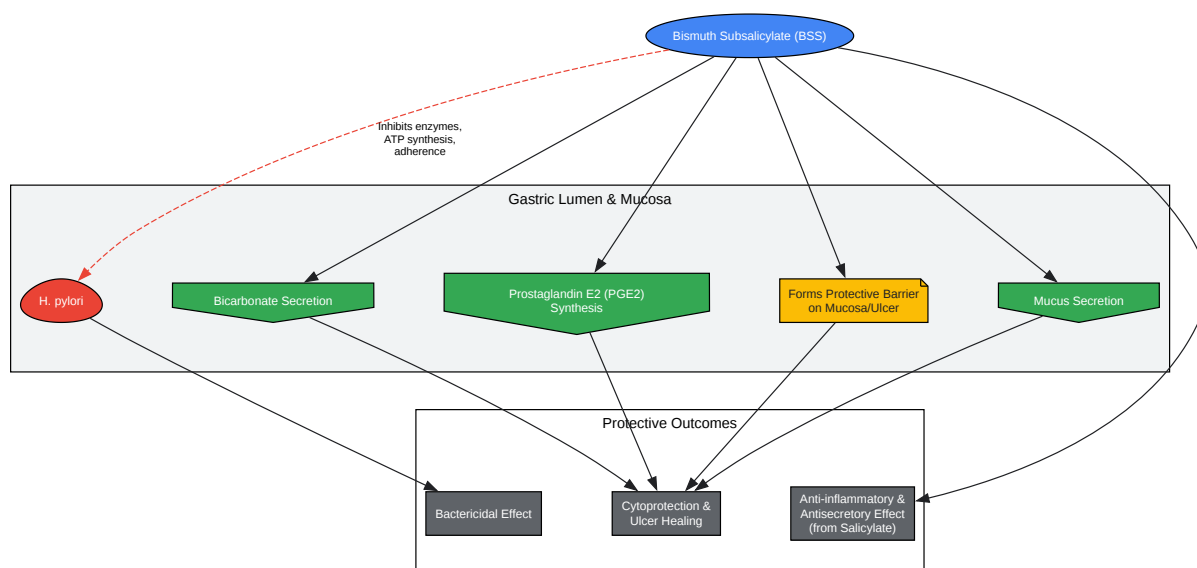 Bismuth Subsalicylate (BSS)
Inhibits enzymes,
ATP synthesis,
adherence
Gastric Lumen & Mucosa
H. pylori
Bicarbonate Secretion
Prostaglandin E2 (PGE2)
Synthesis
Forms Protective Barrier
on Mucosa/Ulcer
Mucus Secretion
Protective Outcomes
Bactericidal Effect
Cytoprotection &
Ulcer Healing
Anti-inflammatory &
Antisecretory Effect
(from Salicylate)